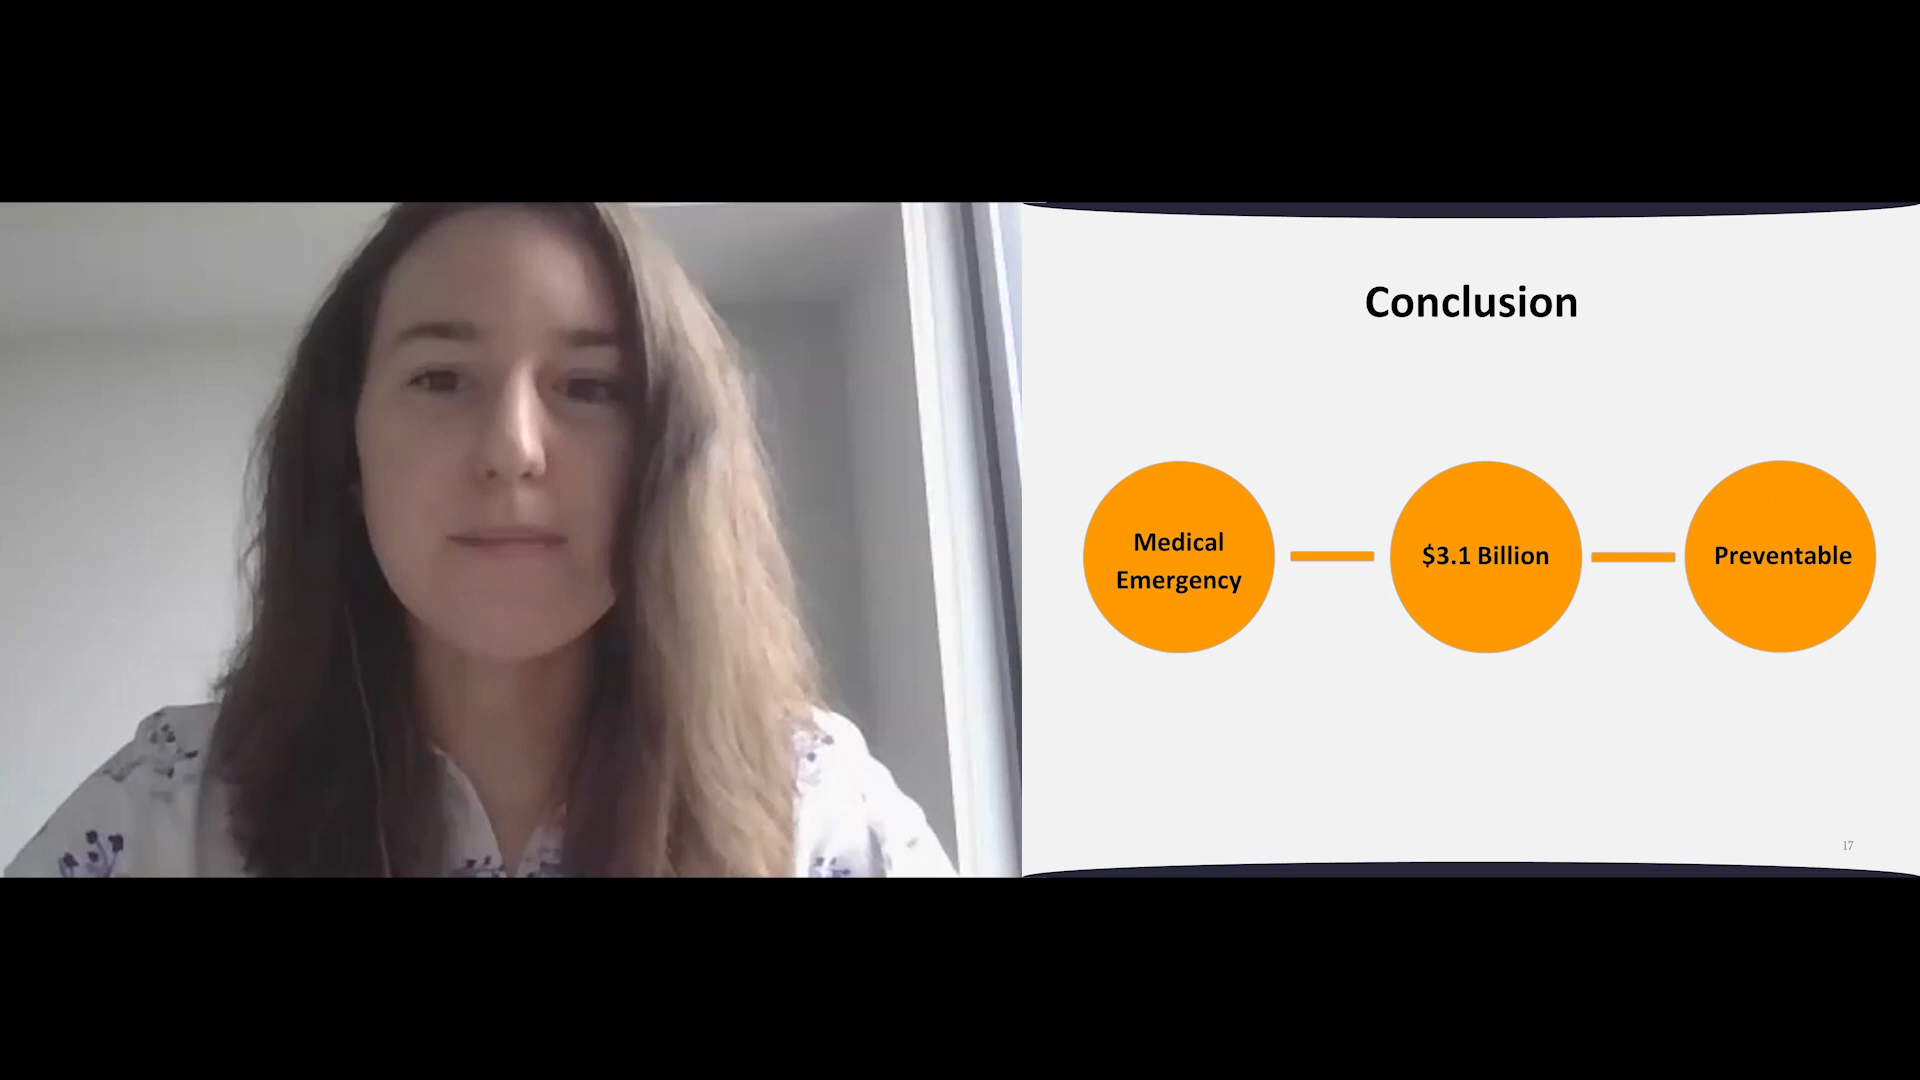 Conclusion
Medical
Emergency
$3.1 Billion
Preventable
17